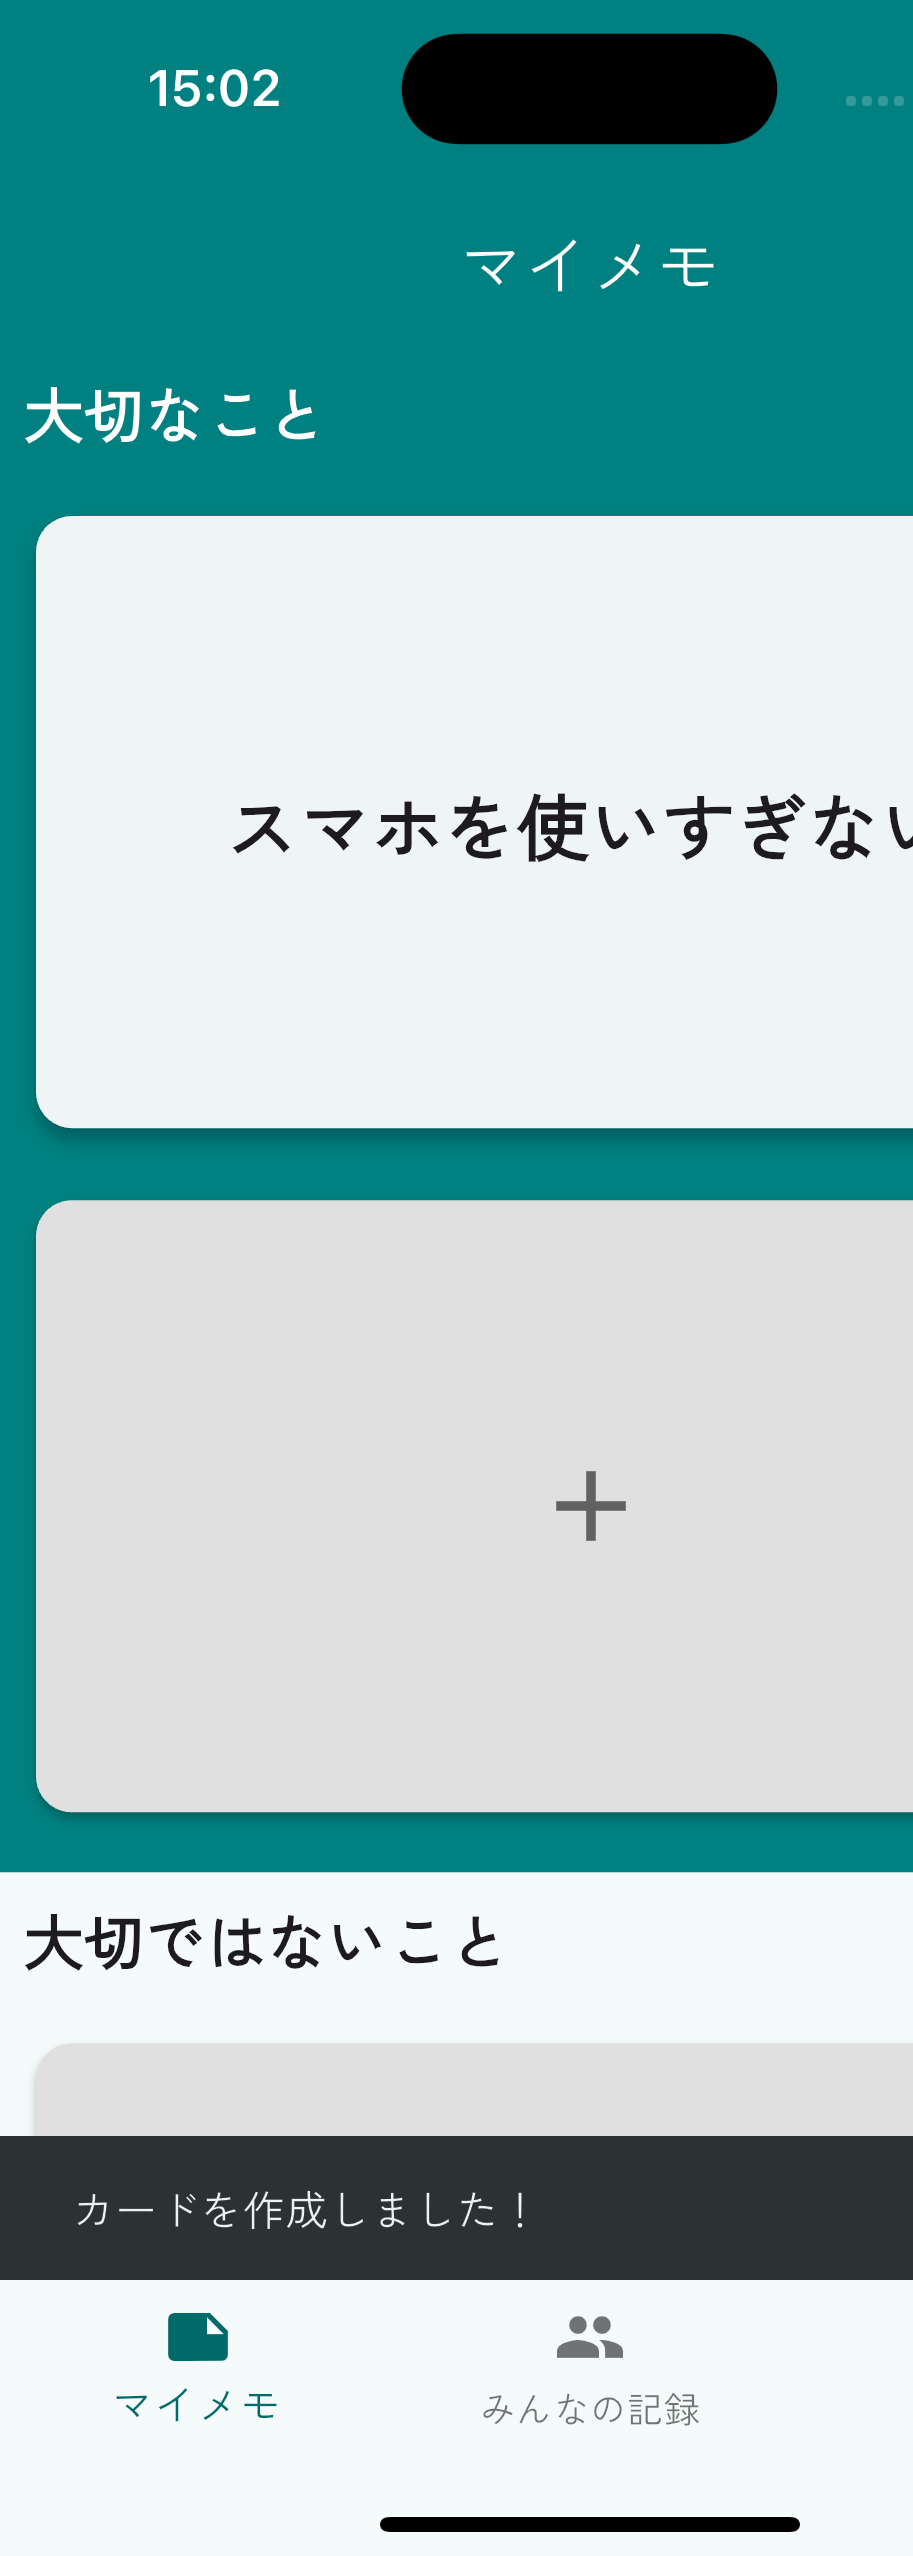 15:02
マイメモ
大切なこと
スマホを使いすぎない
大切ではないこと
カードを作成しました！
マイメモ
みんなの記録